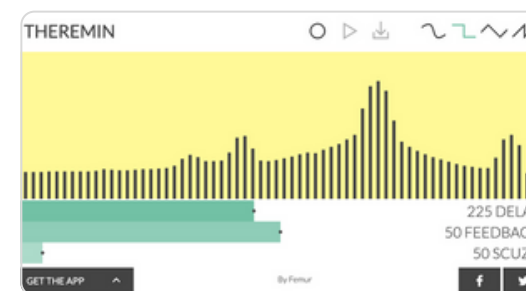 THEREMIN
225 DELA
50 FEEDBAC
50 SCUZ
GET THE APP
By Femur